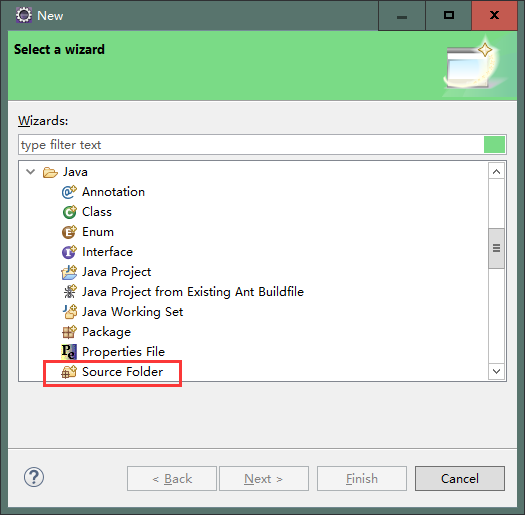 New
Select a wizard
Wizards:
type filter text
Java
Annotation
Class
Enum
Interface
Java Project
Java Project from Existing Ant Buildfile
Java Working Set
Package
Properties File
Source Folder
< Back Next > Finish Cancel